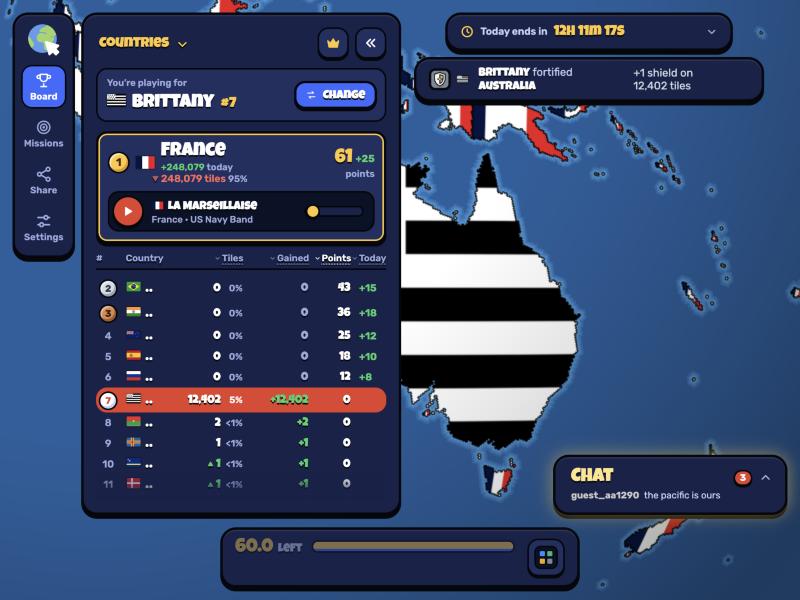 Board
Missions
Share
Settings
COUNTRIES
You're playing for
BRITTANY #7
CHANGE
1
FRANCE
+248,079 today
248,079 tiles 95%
61 +25
points
LA MARSEILLAISE
France • US Navy Band
# Country Tiles Gained Points Today
2 .. 0 0% 0 43 +15
3 .. 0 0% 0 36 +18
4 .. 0 0% 0 25 +12
5 .. 0 0% 0 18 +10
6 .. 0 0% 0 12 +8
7 .. 12,402 5% +12,402 0
8 .. 2 <1% +2 0
9 .. 1 <1% +1 0
10 .. 1 <1% +1 0
11 .. 1 <1% +1 0
Today ends in 12H 11M 17S
BRITTANY fortified
AUSTRALIA
+1 shield on
12,402 tiles
CHAT
3
guest_aa1290 the pacific is ours
60.0 LEFT